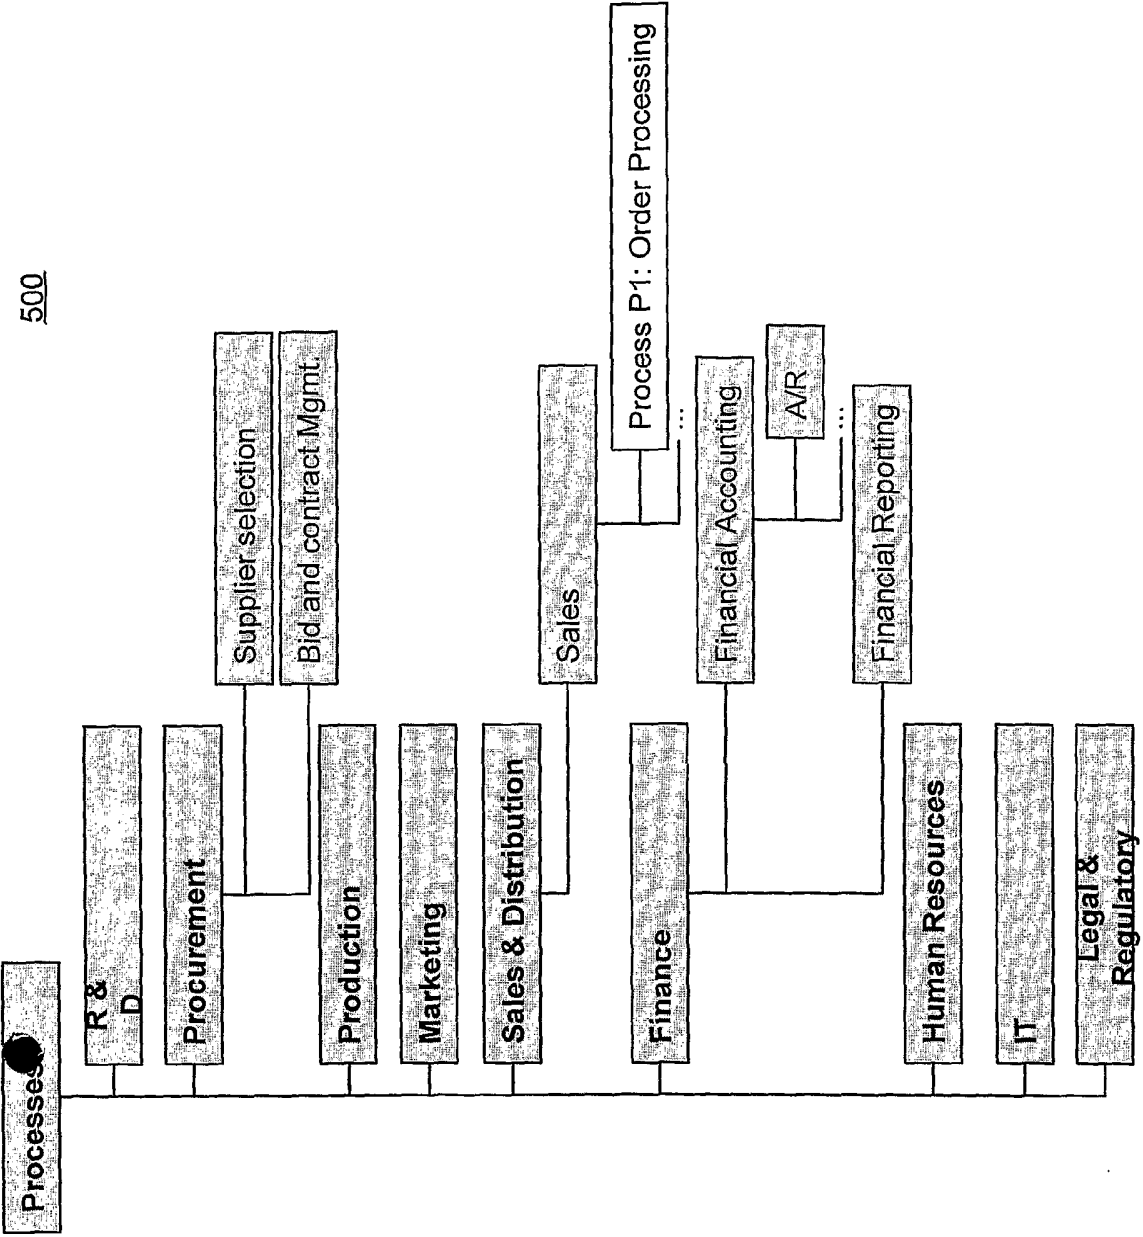 500
Processes
R &
D
Procurement
Supplier selection
Bid and contract Mgmt.
Production
Marketing
Sales & Distribution
Sales
Process P1: Order Processing
...
Finance
Financial Accounting
A/R
...
Financial Reporting
Human Resources
IT
Legal &
Regulatory